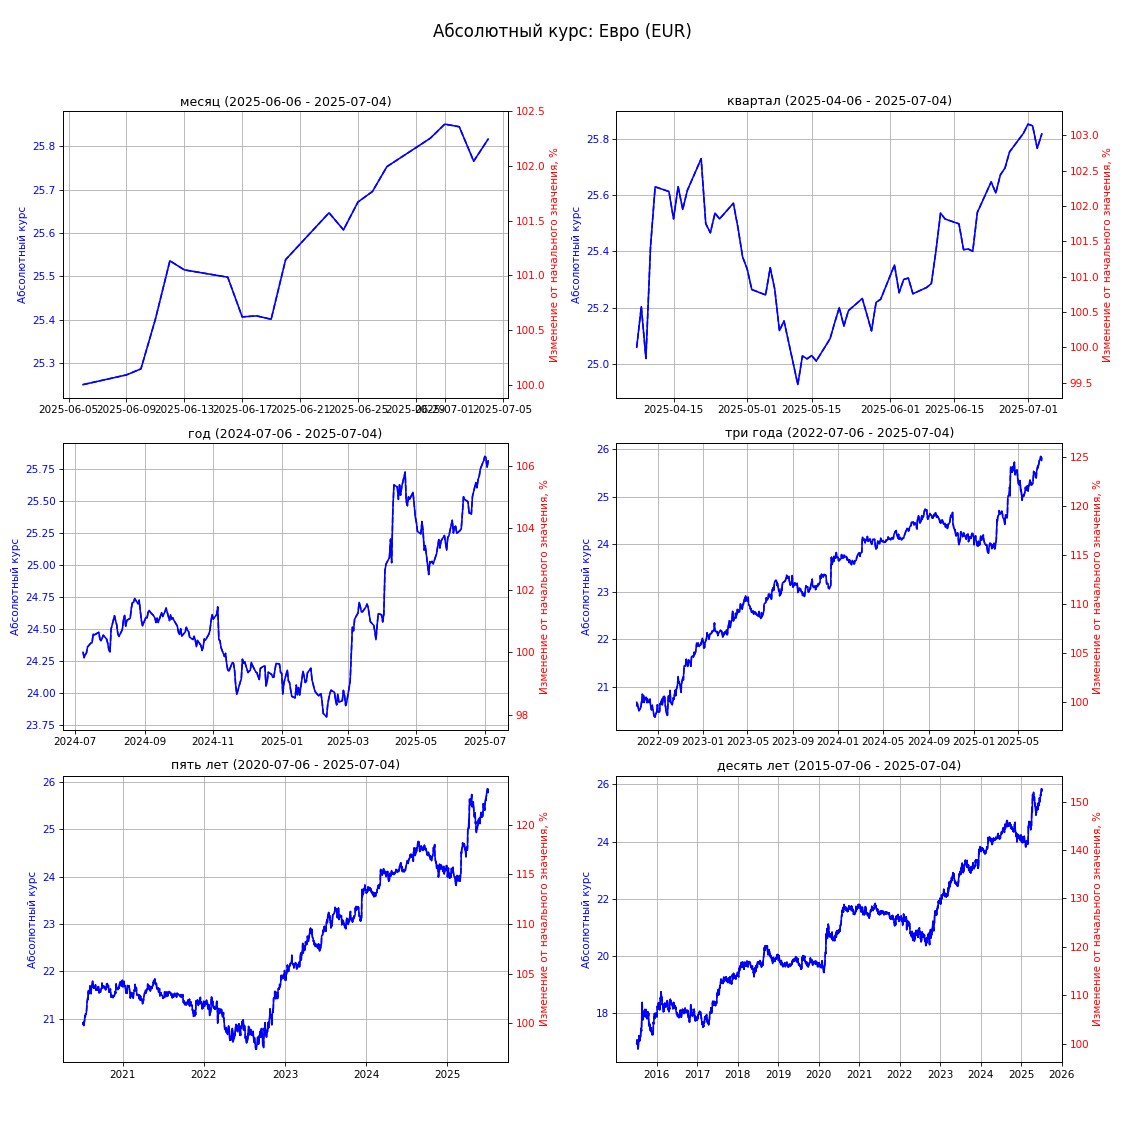 Абсолютный курс: Евро (EUR)
месяц (2025-06-06 - 2025-07-04)
Абсолютный курс
25.8
25.7
25.6
25.5
25.4
25.3
102.5
102.0
101.5
101.0
100.5
100.0
Изменение от начального значения, %
2025-06-05 2025-06-09 2025-06-13 2025-06-17 2025-06-21 2025-06-25 2025-06-29 2025-07-01 2025-07-05
квартал (2025-04-06 - 2025-07-04)
Абсолютный курс
25.8
25.6
25.4
25.2
25.0
103.0
102.5
102.0
101.5
101.0
100.5
100.0
99.5
Изменение от начального значения, %
2025-04-15 2025-05-01 2025-05-15 2025-06-01 2025-06-15 2025-07-01
год (2024-07-06 - 2025-07-04)
Абсолютный курс
25.75
25.50
25.25
25.00
24.75
24.50
24.25
24.00
23.75
106
104
102
100
98
Изменение от начального значения, %
2024-07 2024-09 2024-11 2025-01 2025-03 2025-05 2025-07
три года (2022-07-06 - 2025-07-04)
Абсолютный курс
26
25
24
23
22
21
125
120
115
110
105
100
Изменение от начального значения, %
2022-09 2023-01 2023-05 2023-09 2024-01 2024-05 2024-09 2025-01 2025-05
пять лет (2020-07-06 - 2025-07-04)
Абсолютный курс
26
25
24
23
22
21
120
115
110
105
100
Изменение от начального значения, %
2021 2022 2023 2024 2025
десять лет (2015-07-06 - 2025-07-04)
Абсолютный курс
26
24
22
20
18
150
140
130
120
110
100
Изменение от начального значения, %
2016 2017 2018 2019 2020 2021 2022 2023 2024 2025 2026